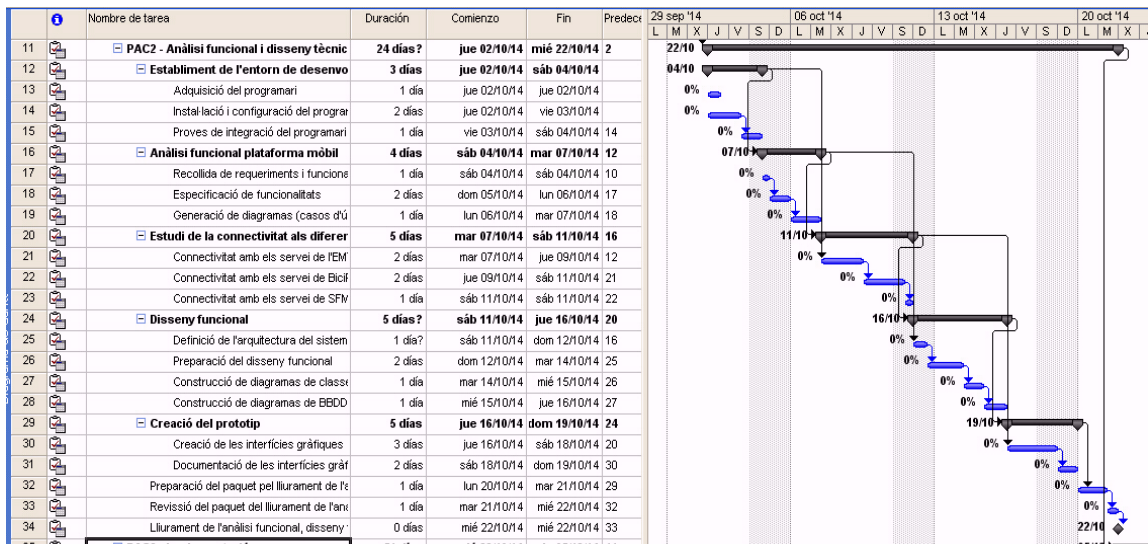 Nombre de tarea Duración Comienzo Fin Predece 29 sep '14 06 oct '14 13 oct '14 20 oct '14
L M X J V S D L M X J V S D L M X J V S D L M X J
11 PAC2 - Anàlisi funcional i disseny tècnic 24 días? jue 02/10/14 mié 22/10/14 2 22/10
12 Establiment de l'entorn de desenvo 3 días jue 02/10/14 sáb 04/10/14 04/10
13 Adquisició del programari 1 día jue 02/10/14 jue 02/10/14 0%
14 Instal·lació i configuració del prograr 2 días jue 02/10/14 vie 03/10/14 0%
15 Proves de integració del programari 1 día vie 03/10/14 sáb 04/10/14 14 0%
16 Anàlisi funcional plataforma mòbil 4 días sáb 04/10/14 mar 07/10/14 12 07/10
17 Recollida de requeriments i funciona 1 día sáb 04/10/14 sáb 04/10/14 10 0%
18 Especificació de funcionalitats 2 días dom 05/10/14 lun 06/10/14 17 0%
19 Generació de diagramas (casos d'ú 1 día lun 06/10/14 mar 07/10/14 18 0%
20 Estudi de la connectivitat als diferer 5 días mar 07/10/14 sáb 11/10/14 16 11/10
21 Connectivitat amb els servei de l'EM 2 días mar 07/10/14 jue 09/10/14 12 0%
22 Connectivitat amb els servei de Bici 2 días jue 09/10/14 sáb 11/10/14 21 0%
23 Connectivitat amb els servei de SFM 1 día sáb 11/10/14 sáb 11/10/14 22 0%
24 Disseny funcional 5 días? sáb 11/10/14 jue 16/10/14 20 16/10
25 Definició de l'arquitectura del sistem 1 día? sáb 11/10/14 dom 12/10/14 16 0%
26 Preparació del disseny funcional 2 días dom 12/10/14 mar 14/10/14 25 0%
27 Construcció de diagramas de classe 1 día mar 14/10/14 mié 15/10/14 26 0%
28 Construcció de diagramas de BBDD 1 día mié 15/10/14 jue 16/10/14 27 0%
29 Creació del prototip 5 días jue 16/10/14 dom 19/10/14 24 19/10
30 Creació de les interfícies gràfiques 3 días jue 16/10/14 sáb 18/10/14 20 0%
31 Documentació de les interfícies gràf 2 días sáb 18/10/14 dom 19/10/14 30 0%
32 Preparació del paquet pel lliurament de l'a 1 día lun 20/10/14 mar 21/10/14 29 0%
33 Revissió del paquet del lliurament de l'ana 1 día mar 21/10/14 mié 22/10/14 32 0%
34 Lliurament de l'anàlisi funcional, disseny 0 días mié 22/10/14 mié 22/10/14 33 22/10